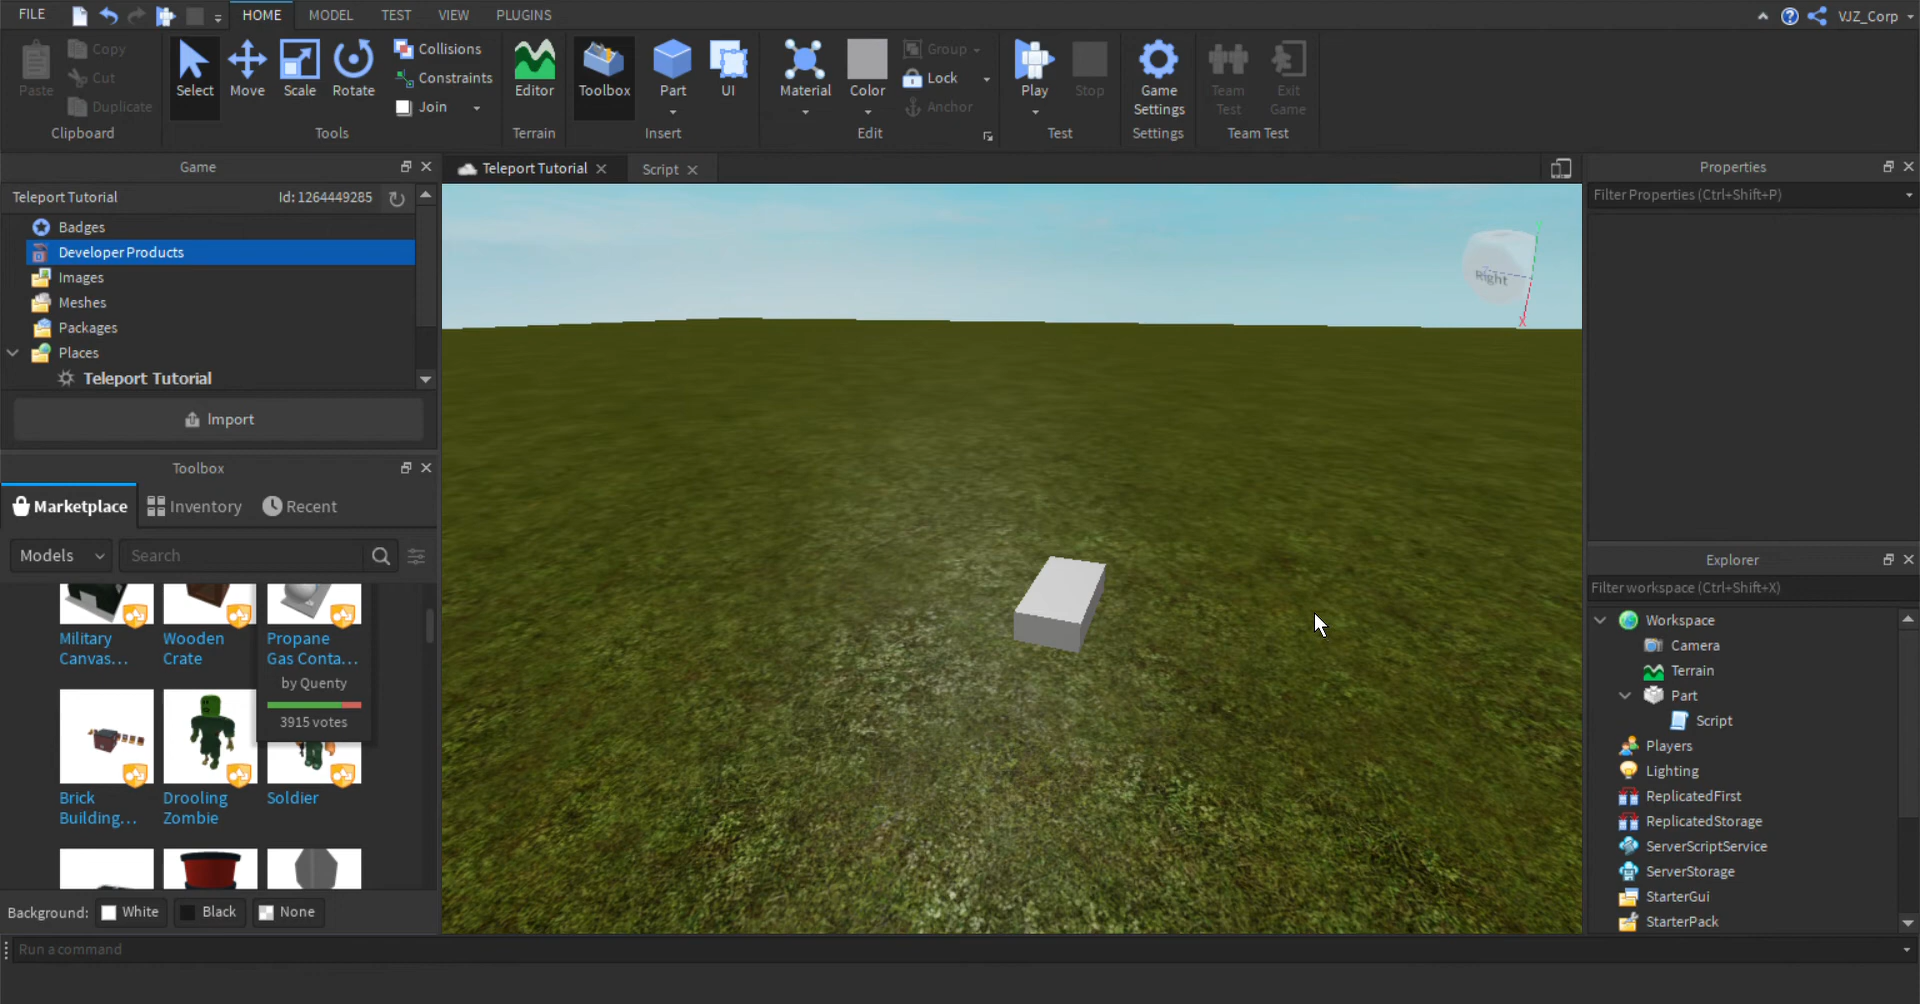 FILE
HOME
MODEL
TEST
VIEW
PLUGINS
VJZ_Corp
Paste
Copy
Cut
Duplicate
Clipboard
Select
Move
Scale
Rotate
Collisions
Constraints
Join
Tools
Editor
Terrain
Toolbox
Part
UI
Insert
Material
Color
Group
Lock
Anchor
Edit
Play
Stop
Test
Game
Settings
Settings
Team
Test
Exit
Game
Team Test
Game
Teleport Tutorial
Id: 1264449285
Badges
Developer Products
Images
Meshes
Packages
Places
Teleport Tutorial
Import
Toolbox
Marketplace
Inventory
Recent
Models
Search
Military
Canvas...
Wooden
Crate
Propane
Gas Conta...
by Quenty
3915 votes
Brick
Building...
Drooling
Zombie
Soldier
Background:
White
Black
None
Run a command
Teleport Tutorial
Script
Right
X
Properties
Filter Properties (Ctrl+Shift+P)
Explorer
Filter workspace (Ctrl+Shift+X)
Workspace
Camera
Terrain
Part
Script
Players
Lighting
ReplicatedFirst
ReplicatedStorage
ServerScriptService
ServerStorage
StarterGui
StarterPack